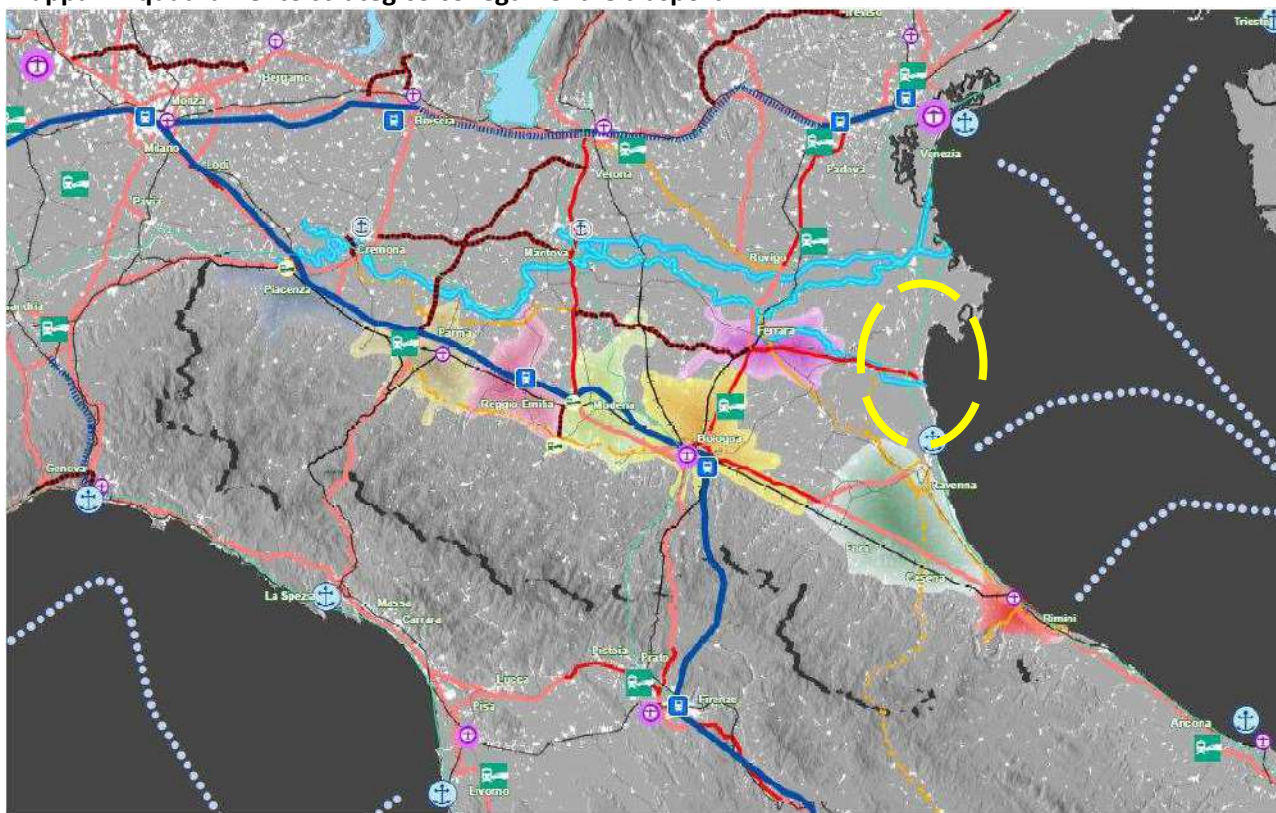 Treviso
Trieste
Bergamo
Monza
Brescia
Milano
Venezia
Verona
Padova
Lodi
Pavia
Cremona
Mantova
Rovigo
Piacenza
Parma
Ferrara
Reggio Emilia
Modena
Bologna
Genova
Ravenna
Cesena
La Spezia
Massa
Carrara
Rimini
Pistoia
Prato
Lucca
Firenze
Pisa
Ancona
Livorno